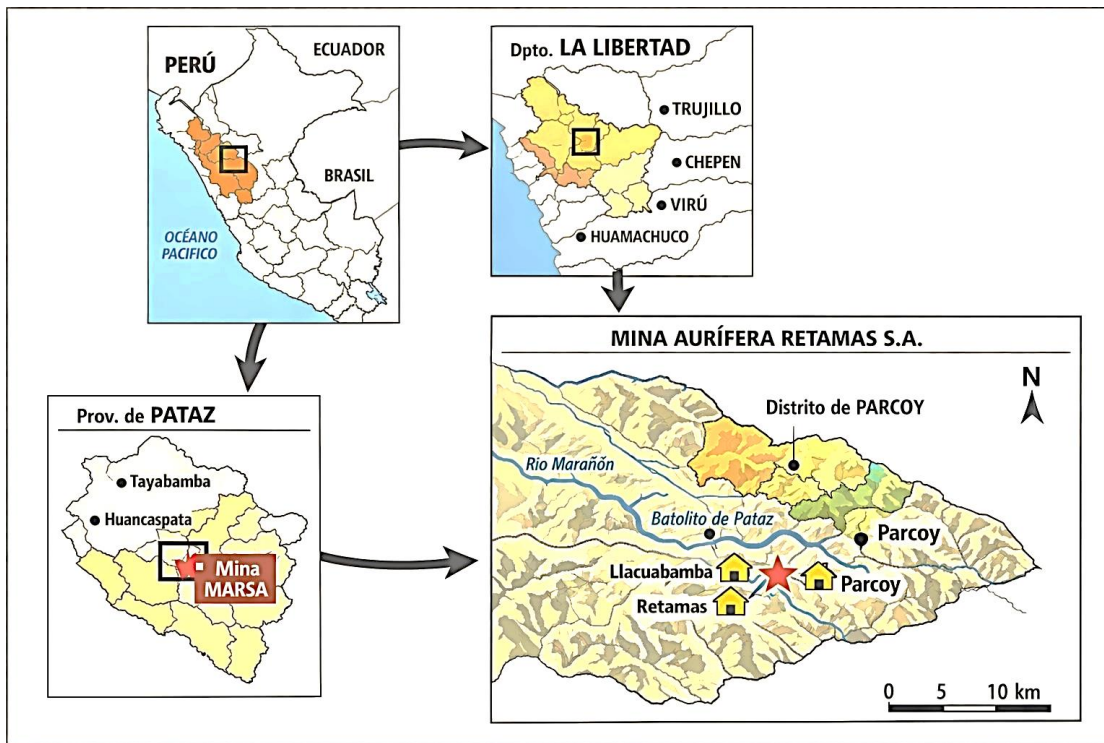 PERÚ
ECUADOR
BRASIL
OCÉANO
PACIFICO
Dpto. LA LIBERTAD
TRUJILLO
CHEPEN
VIRÚ
HUAMACHUCO
Prov. de PATAZ
Tayabamba
Huancaspata
Mina
MARSA
MINA AURÍFERA RETAMAS S.A.
N
Distrito de PARCOY
Rio Marañón
Batolito de Pataz
Parcoy
Llacuabamba
Parcoy
Retamas
0 5 10 km